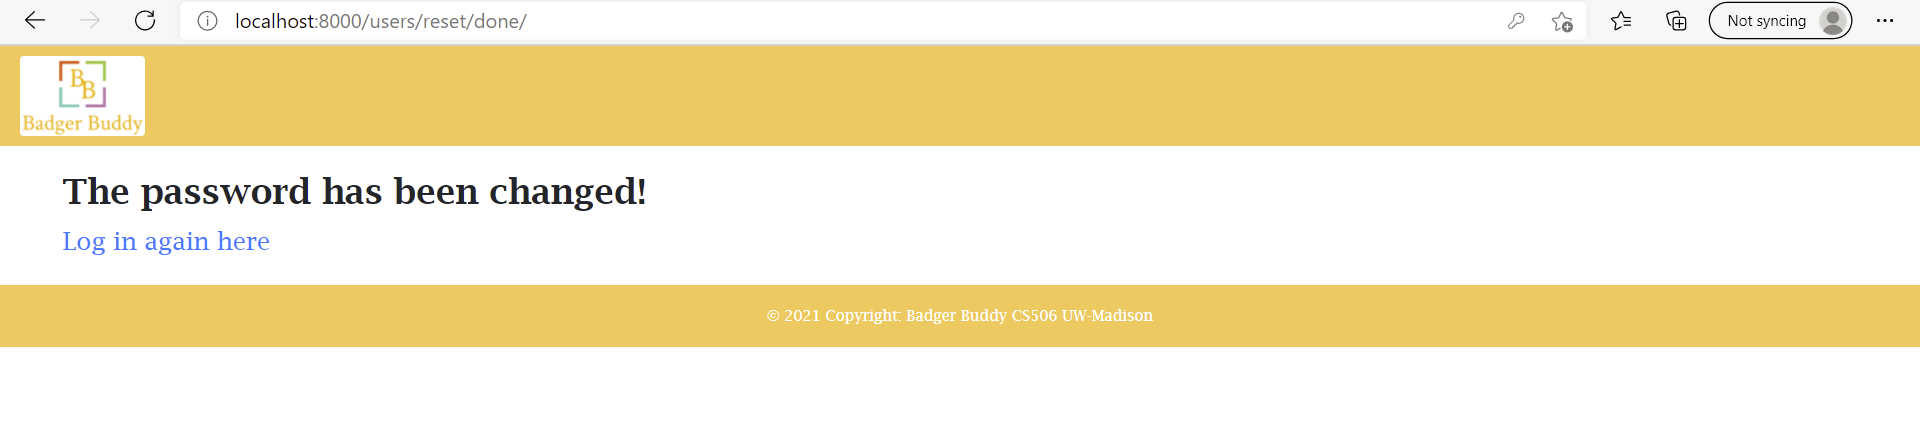 localhost:8000/users/reset/done/
Not syncing
B
B
Badger Buddy
The password has been changed!
Log in again here
© 2021 Copyright: Badger Buddy CS506 UW-Madison